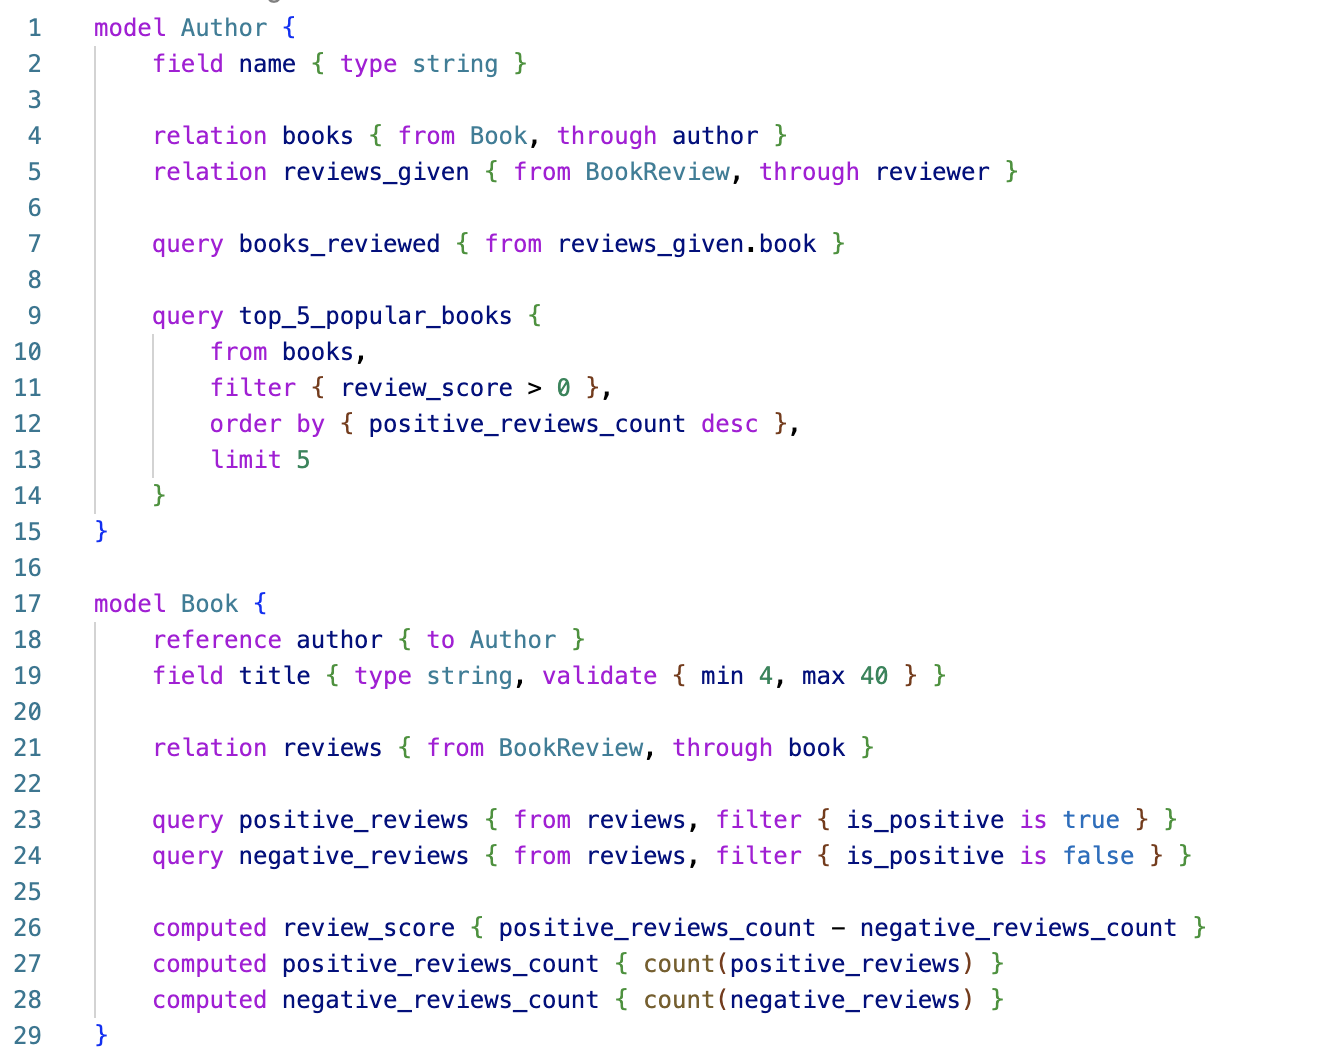 1 model Author {
2 field name { type string }
3
4 relation books { from Book, through author }
5 relation reviews_given { from BookReview, through reviewer }
6
7 query books_reviewed { from reviews_given.book }
8
9 query top_5_popular_books {
10 from books,
11 filter { review_score > 0 },
12 order by { positive_reviews_count desc },
13 limit 5
14 }
15 }
16
17 model Book {
18 reference author { to Author }
19 field title { type string, validate { min 4, max 40 } }
20
21 relation reviews { from BookReview, through book }
22
23 query positive_reviews { from reviews, filter { is_positive is true } }
24 query negative_reviews { from reviews, filter { is_positive is false } }
25
26 computed review_score { positive_reviews_count - negative_reviews_count }
27 computed positive_reviews_count { count(positive_reviews) }
28 computed negative_reviews_count { count(negative_reviews) }
29 }